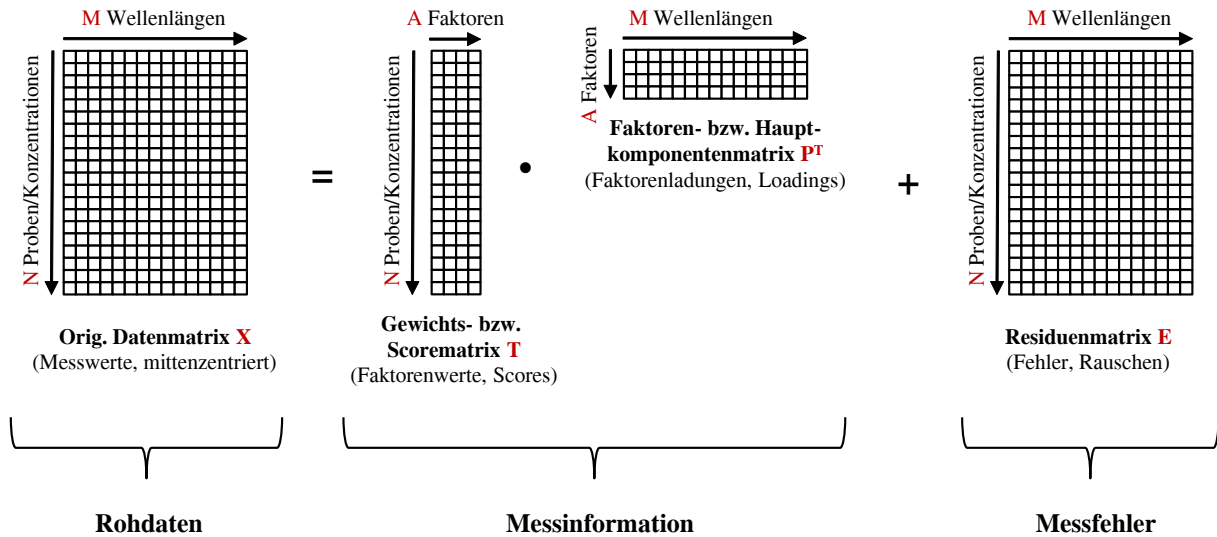 M Wellenlängen
N Proben/Konzentrationen
Orig. Datenmatrix X
(Messwerte, mittenzentriert)
=
A Faktoren
N Proben/Konzentrationen
Gewichts- bzw.
Scorematrix T
(Faktorenwerte, Scores)
•
M Wellenlängen
A Faktoren
Faktoren- bzw. Haupt-
komponentenmatrix Pᵀ
(Faktorenladungen, Loadings)
+
M Wellenlängen
N Proben/Konzentrationen
Residuenmatrix E
(Fehler, Rauschen)
Rohdaten
Messinformation
Messfehler